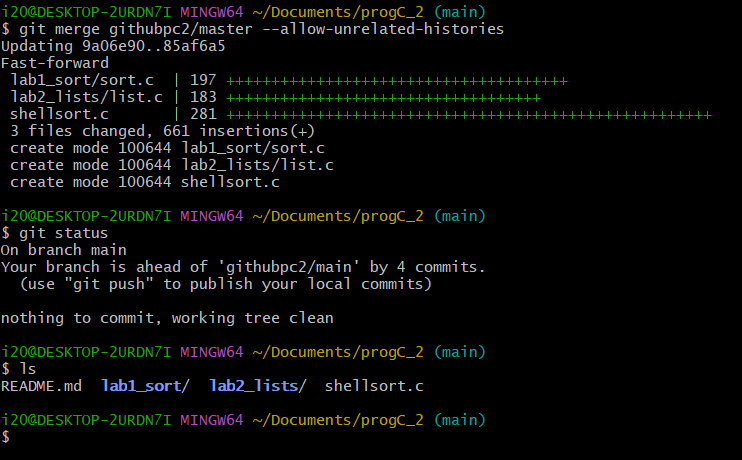 i20@DESKTOP-2URDN7I MINGW64 ~/Documents/progC_2 (main)
$ git merge githubpc2/master --allow-unrelated-histories
Updating 9a06e90..85af6a5
Fast-forward
 lab1_sort/sort.c  | 197 ++++++++++++++++++++++++++++++++++++++
 lab2_lists/list.c | 183 +++++++++++++++++++++++++++++++++++
 shellsort.c       | 281 ++++++++++++++++++++++++++++++++++++++++++++++++++++++
 3 files changed, 661 insertions(+)
 create mode 100644 lab1_sort/sort.c
 create mode 100644 lab2_lists/list.c
 create mode 100644 shellsort.c
i20@DESKTOP-2URDN7I MINGW64 ~/Documents/progC_2 (main)
$ git status
On branch main
Your branch is ahead of 'githubpc2/main' by 4 commits.
  (use "git push" to publish your local commits)
nothing to commit, working tree clean
i20@DESKTOP-2URDN7I MINGW64 ~/Documents/progC_2 (main)
$ ls
README.md  lab1_sort/  lab2_lists/  shellsort.c
i20@DESKTOP-2URDN7I MINGW64 ~/Documents/progC_2 (main)
$